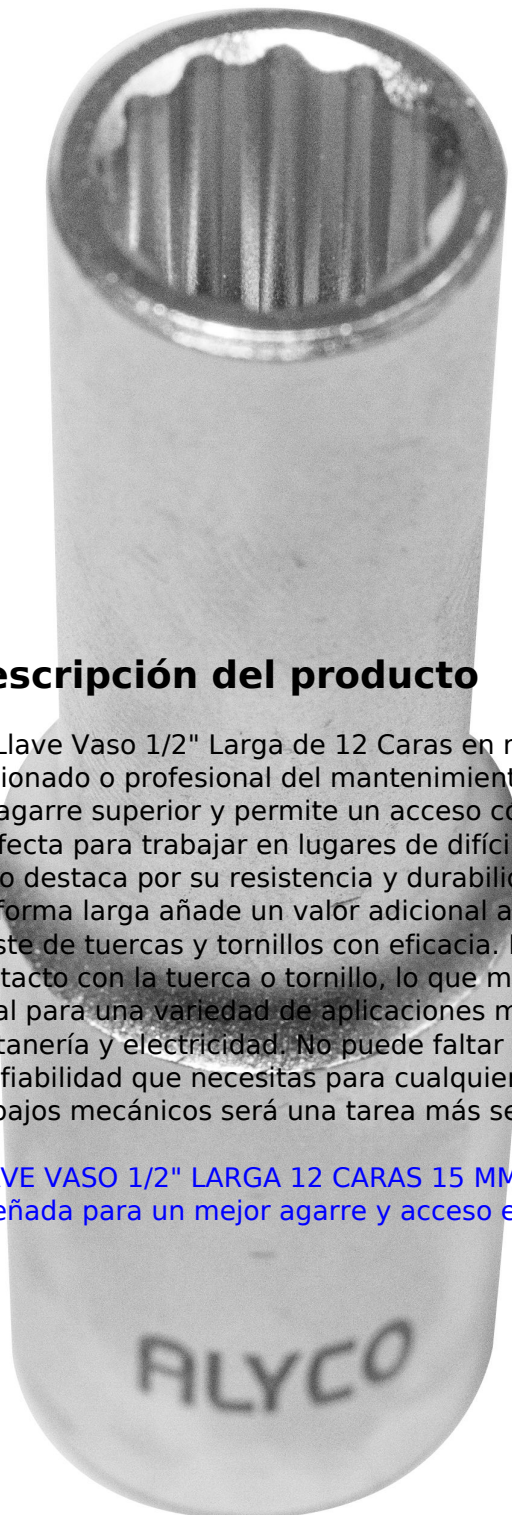 escripción del producto
Llave Vaso 1/2" Larga de 12 Caras en
ionado o profesional del mantenimient
agarre superior y permite un acceso
fecta para trabajar en lugares de difíci
o destaca por su resistencia y durabili
forma larga añade un valor adicional a
ste de tuercas y tornillos con eficacia.
tacto con la tuerca o tornillo, lo que m
al para una variedad de aplicaciones m
tanería y electricidad. No puede faltar
fiabilidad que necesitas para cualquier
bajos mecánicos será una tarea más se
VE VASO 1/2" LARGA 12 CARAS 15 MM
eñada para un mejor agarre y acceso e
ALYCO